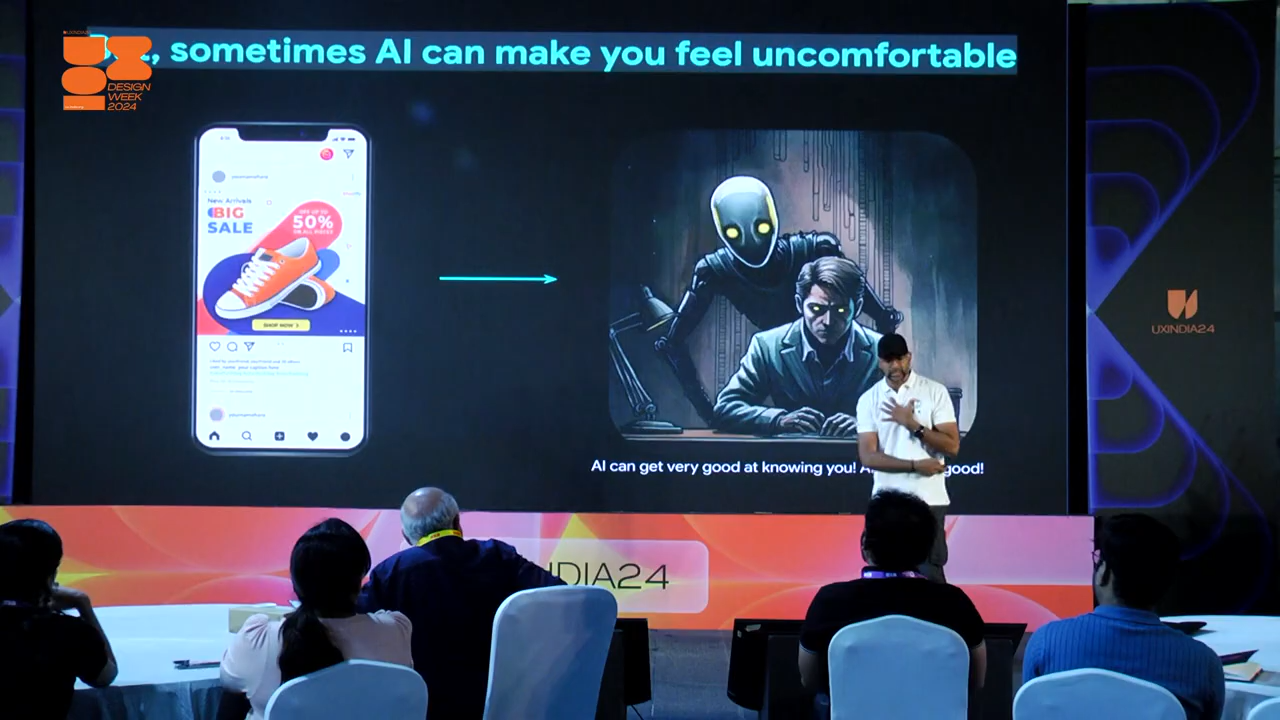 UXINDIA
DESIGN
WEEK
2024
, sometimes AI can make you feel uncomfortable
New Arrivals
BIG
SALE
50%
SHOP NOW
AI can get very good at knowing you!
good!
UXINDIA24
INDIA24